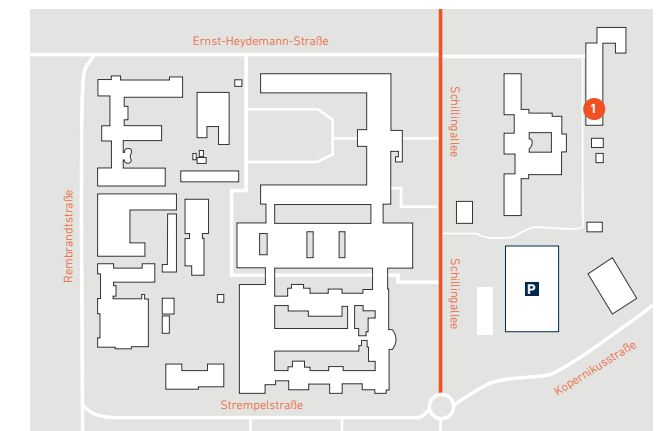 Ernst-Heydemann-Straße
Schillingallee
1
Rembrandtstraße
Schillingallee
P
Kopernikusstraße
Strempelstraße